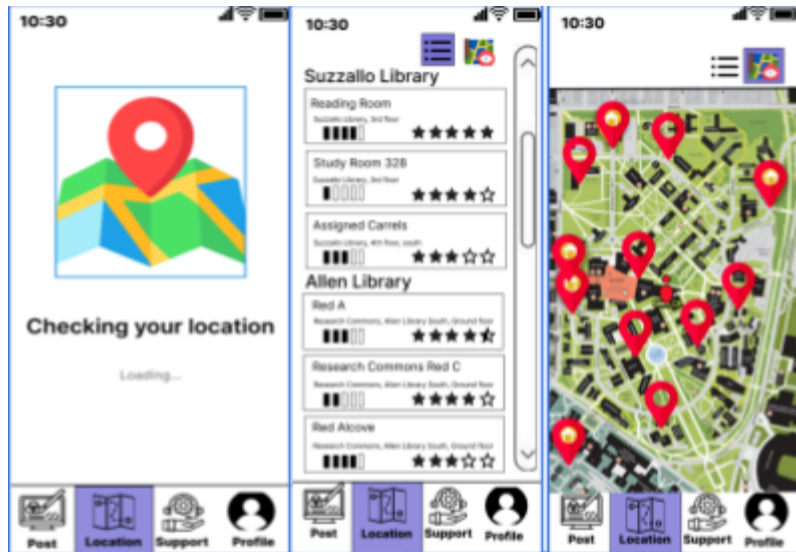 10:30
Checking your location
Loading...
Post Location Support Profile
10:30
Suzzallo Library
Reading Room
Suzzallo Library, 3rd floor
Study Room 328
Suzzallo Library, 3rd floor
Assigned Carrels
Suzzallo Library, 4th floor, south
Allen Library
Red A
Research Commons, Allen Library South, Ground floor
Research Commons Red C
Research Commons, Allen Library South, Ground floor
Red Alcove
Research Commons, Allen Library South, Ground floor
Post Location Support Profile
10:30
Post Location Support Profile